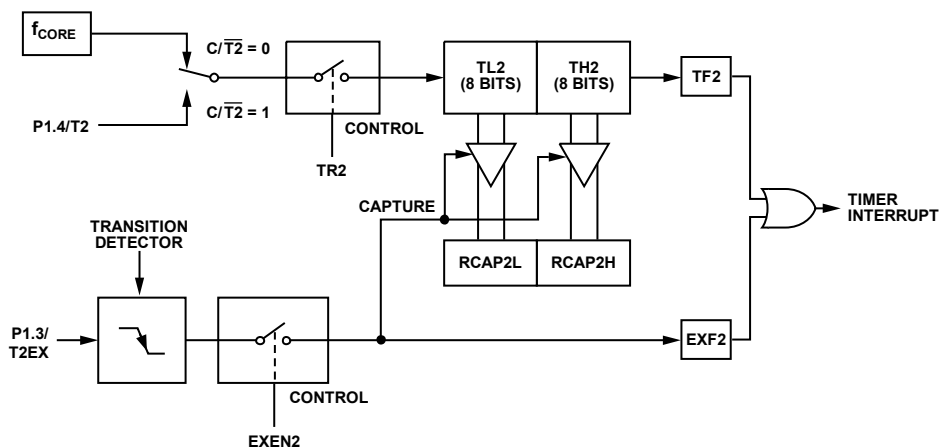 fCORE
C/T2 = 0
C/T2 = 1
P1.4/T2
CONTROL
TR2
TL2
(8 BITS)
TH2
(8 BITS)
TF2
CAPTURE
TIMER
INTERRUPT
TRANSITION
DETECTOR
RCAP2L
RCAP2H
P1.3/
T2EX
CONTROL
EXEN2
EXF2